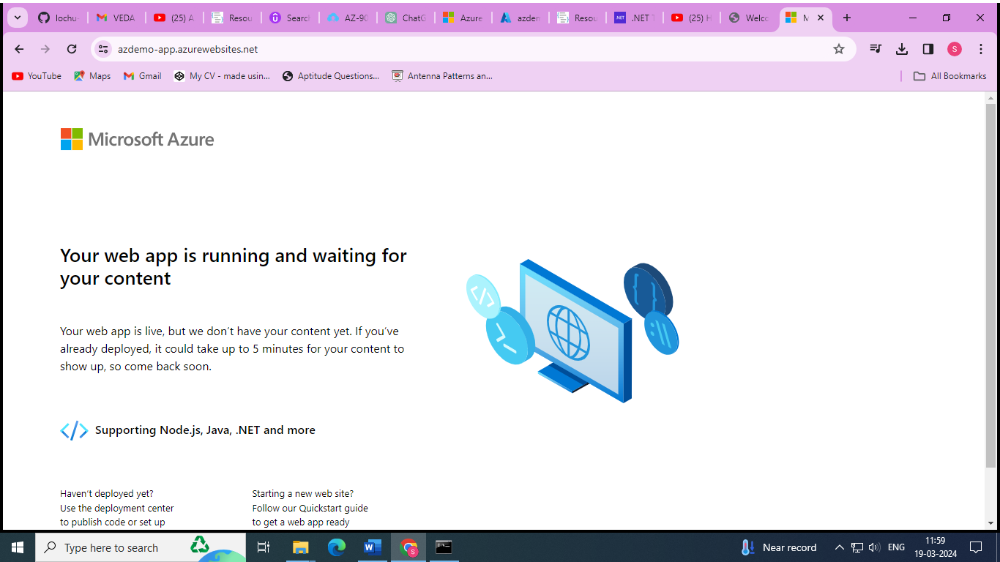 lochu-
VEDA
(25) A
Resou
Search
AZ-90
ChatG
Azure
azdem
Resou
.NET
.NET T
(25) H
Welco
M
azdemo-app.azurewebsites.net
S
YouTube
Maps
Gmail
My CV - made usin...
Aptitude Questions...
Antenna Patterns an...
All Bookmarks
Microsoft Azure
Your web app is running and waiting for
your content
Your web app is live, but we don’t have your content yet. If you’ve
already deployed, it could take up to 5 minutes for your content to
show up, so come back soon.
</> Supporting Node.js, Java, .NET and more
Haven’t deployed yet?
Use the deployment center
to publish code or set up
Starting a new web site?
Follow our Quickstart guide
to get a web app ready
Type here to search
Near record
ENG
11:59
19-03-2024